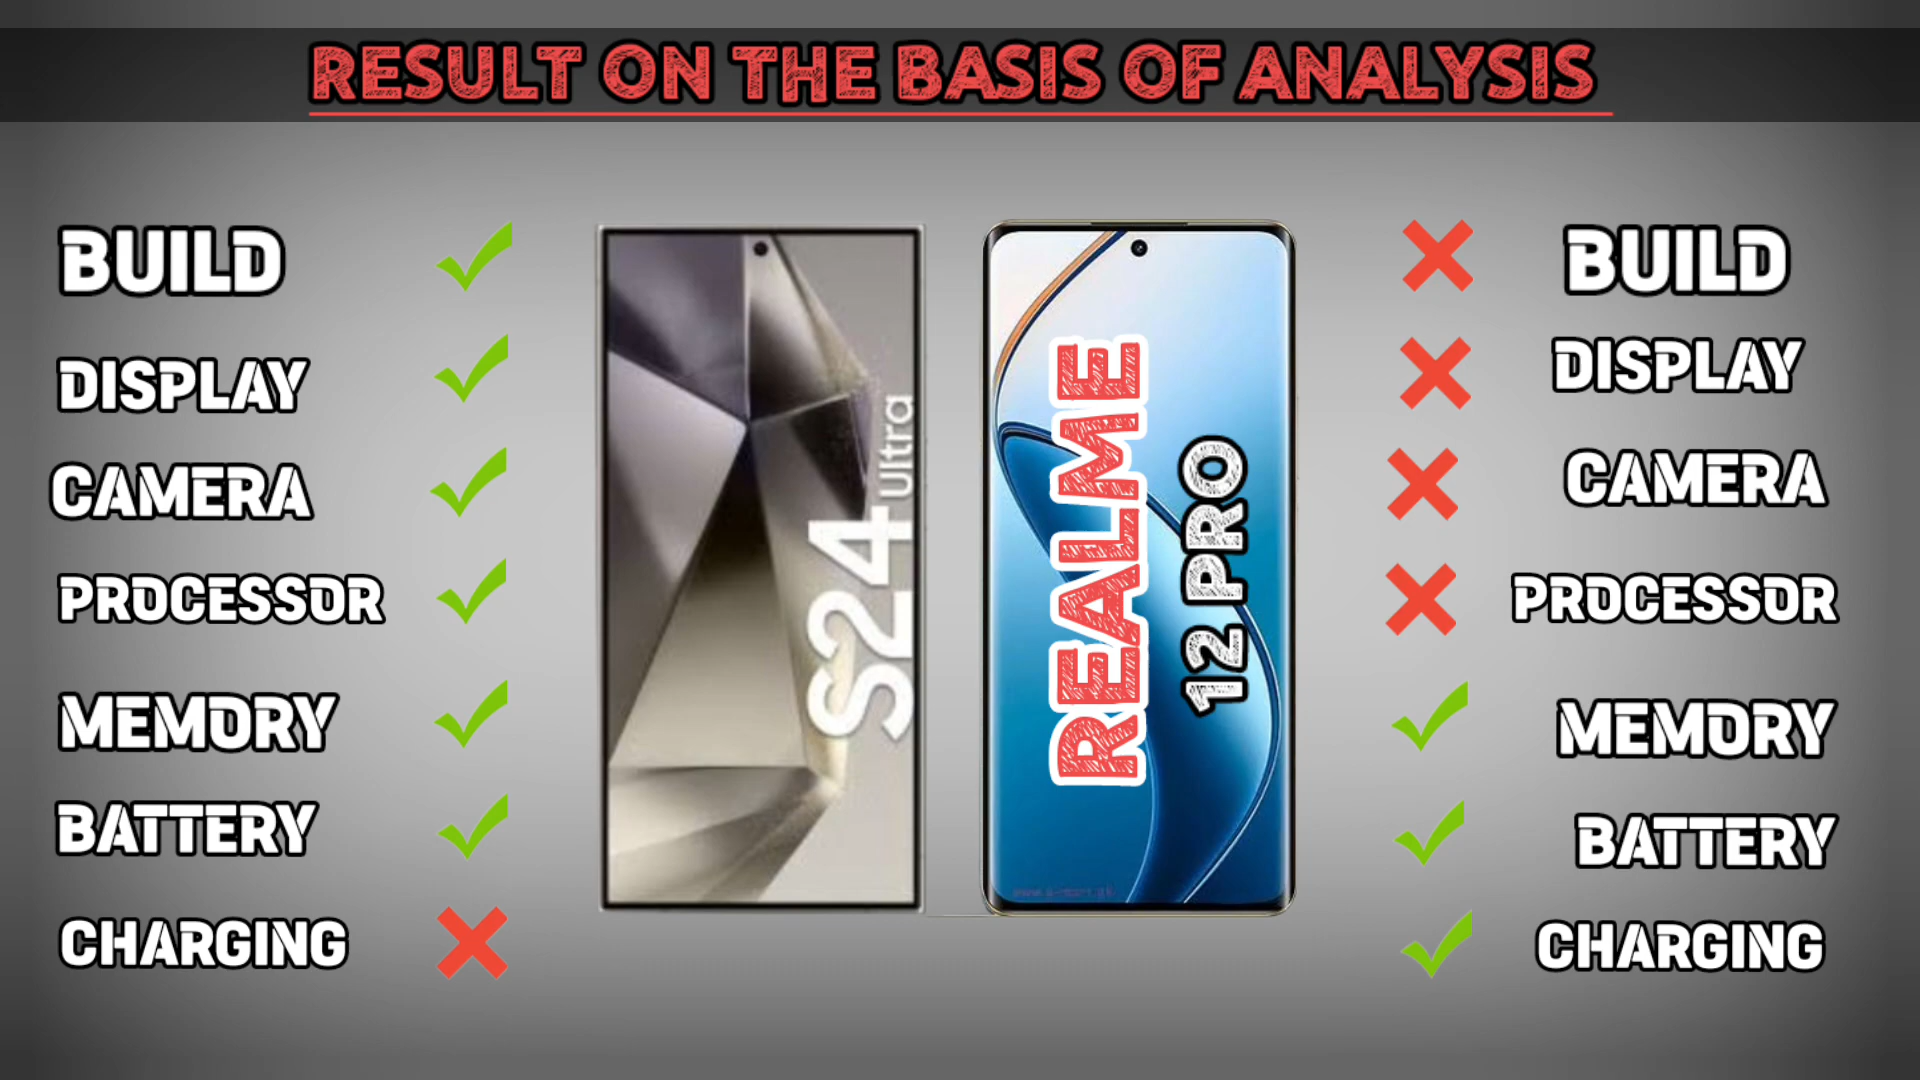 RESULT ON THE BASIS OF ANALYSIS
BUILD
DISPLAY
CAMERA
PROCESSOR
MEMORY
BATTERY
CHARGING
S24 Ultra
REALME
12 PRO
BUILD
DISPLAY
CAMERA
PROCESSOR
MEMORY
BATTERY
CHARGING